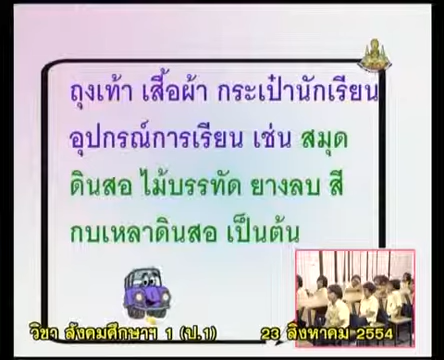 ถุงเท้า เสื้อผ้า กระเป๋านักเรียน
อุปกรณ์การเรียน เช่น สมุด
ดินสอ ไม้บรรทัด ยางลบ สี
กบเหลาดินสอ เป็นต้น
วิชา สังคมศึกษาฯ 1 (ป.1) 23 สิงหาคม 2554